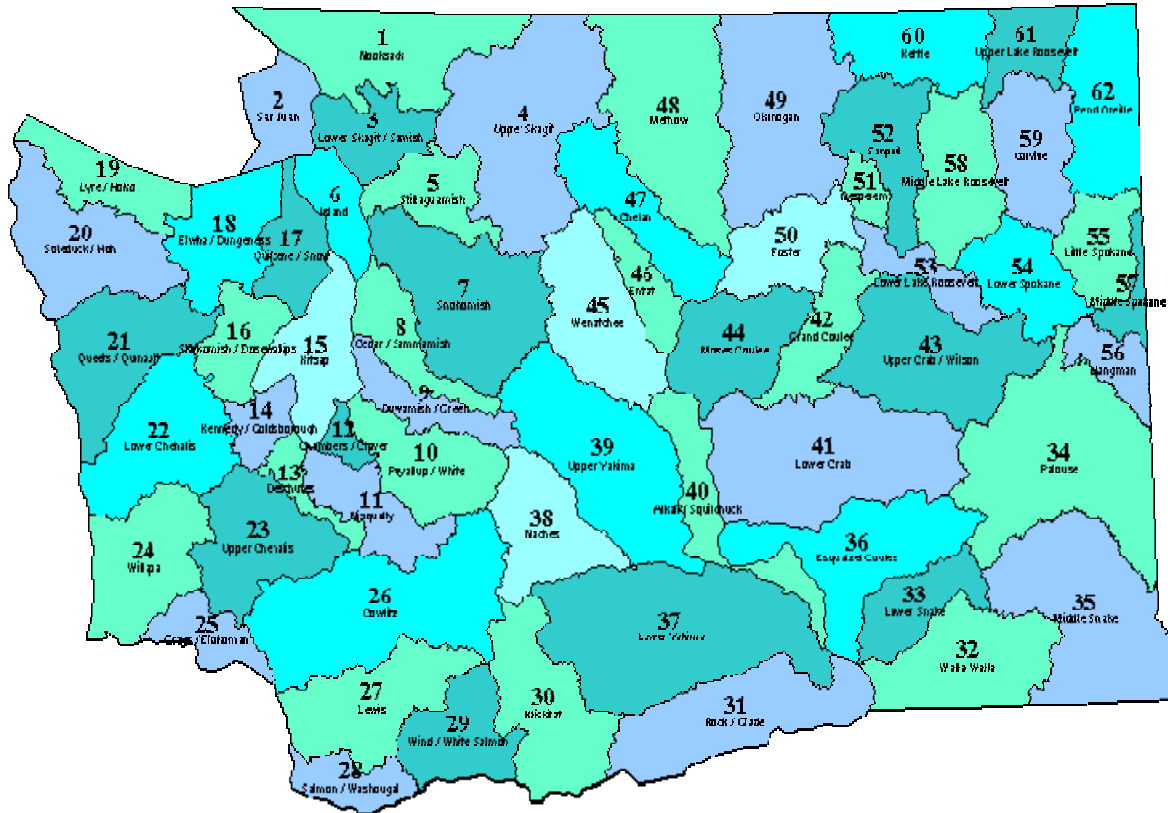 1
Nooksack
2
San Juan
3
Lower Skagit / Samish
4
Upper Skagit
5
Stillaguamish
6
Island
7
Snohomish
8
Cedar / Sammamish
9
Duwamish / Green
10
Puyallup / White
11
Nisqually
12
Chambers / Clover
13
Deschutes
14
Kennedy / Goldsborough
15
Kitsap
16
Skokomish / Dosewallips
17
Quilcene / Snow
18
Elwha / Dungeness
19
Lyre / Hoko
20
Soleduck / Hoh
21
Queets / Quinault
22
Lower Chehalis
23
Upper Chehalis
24
Willapa
25
Grays / Elokoman
26
Cowlitz
27
Lewis
28
Salmon / Washougal
29
Wind / White Salmon
30
Klickitat
31
Rock / Glade
32
Walla Walla
33
Lower Snake
34
Palouse
35
Middle Snake
36
Esquatzel Coulee
37
Lower Yakima
38
Naches
39
Upper Yakima
40
Alkali / Squilchuck
41
Lower Crab
42
Grand Coulee
43
Upper Crab / Wilson
44
Moses Coulee
45
Wenatchee
46
Entiat
47
Chelan
48
Methow
49
Okanogan
50
Foster
51
Nespelem
52
Sanpoil
53
Lower Lake Roosevelt
54
Lower Spokane
55
Little Spokane
56
Hangman
57
Middle Spokane
58
Middle Lake Roosevelt
59
Colville
60
Kettle
61
Upper Lake Roosevelt
62
Pend Oreille